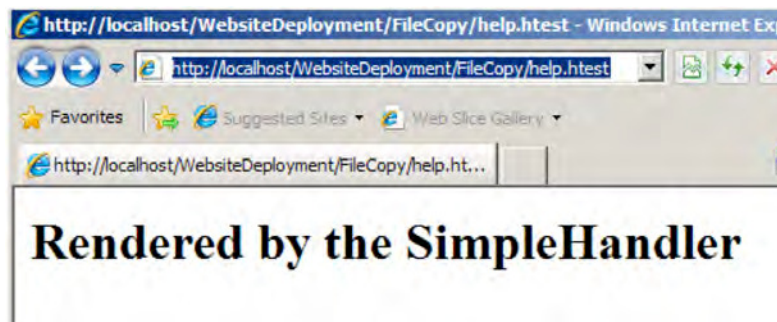 http://localhost/WebsiteDeployment/FileCopy/help.htest - Windows Internet Exp
http://localhost/WebsiteDeployment/FileCopy/help.htest
Favorites Suggested Sites Web Slice Gallery
http://localhost/WebsiteDeployment/FileCopy/help.ht...
Rendered by the SimpleHandler